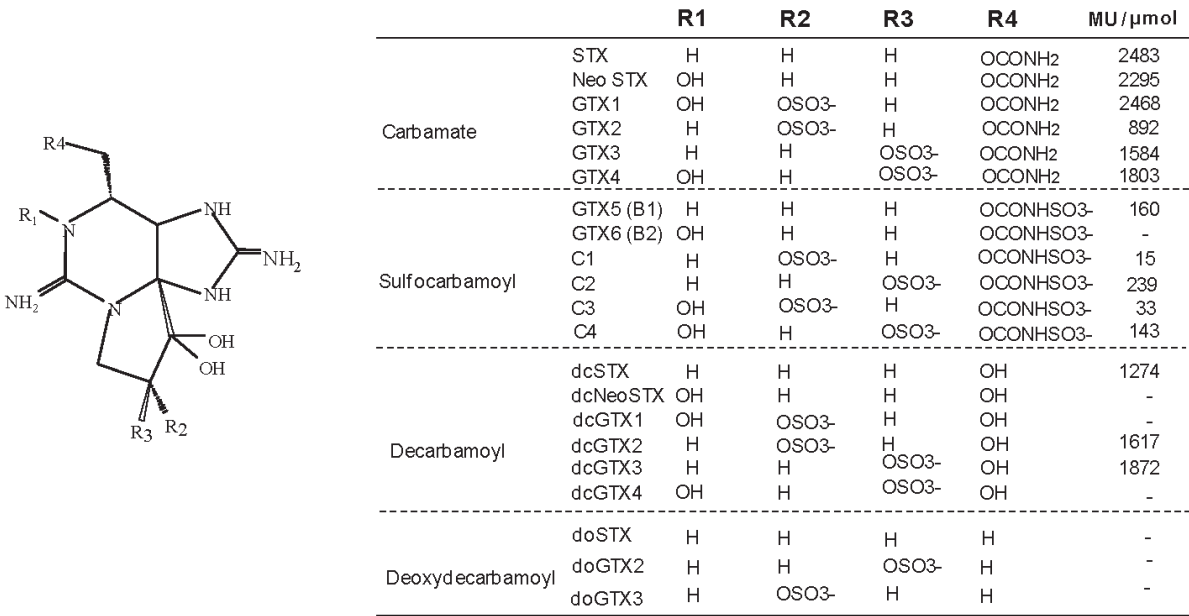 R1 R2 R3 R4 MU/µmol
STX H H H OCONH2 2483
Neo STX OH H H OCONH2 2295
GTX1 OH OSO3- H OCONH2 2468
Carbamate
GTX2 H OSO3- H OCONH2 892
GTX3 H H OSO3- OCONH2 1584
GTX4 OH H OSO3- OCONH2 1803
GTX5 (B1) H H H OCONHSO3- 160
GTX6 (B2) OH H H OCONHSO3- -
C1 H OSO3- H OCONHSO3- 15
Sulfocarbamoyl
C2 H H OSO3- OCONHSO3- 239
C3 OH OSO3- H OCONHSO3- 33
C4 OH H OSO3- OCONHSO3- 143
dcSTX H H H OH 1274
dcNeoSTX OH H H OH -
dcGTX1 OH OSO3- H OH -
Decarbamoyl
dcGTX2 H OSO3- H OH 1617
dcGTX3 H H OSO3- OH 1872
dcGTX4 OH H OSO3- OH -
doSTX H H H H -
Deoxydecarbamoyl
doGTX2 H H OSO3- H -
doGTX3 H OSO3- H H -
R4
R1
N
NH
NH2
NH2
N
NH
OH
OH
R3
R2